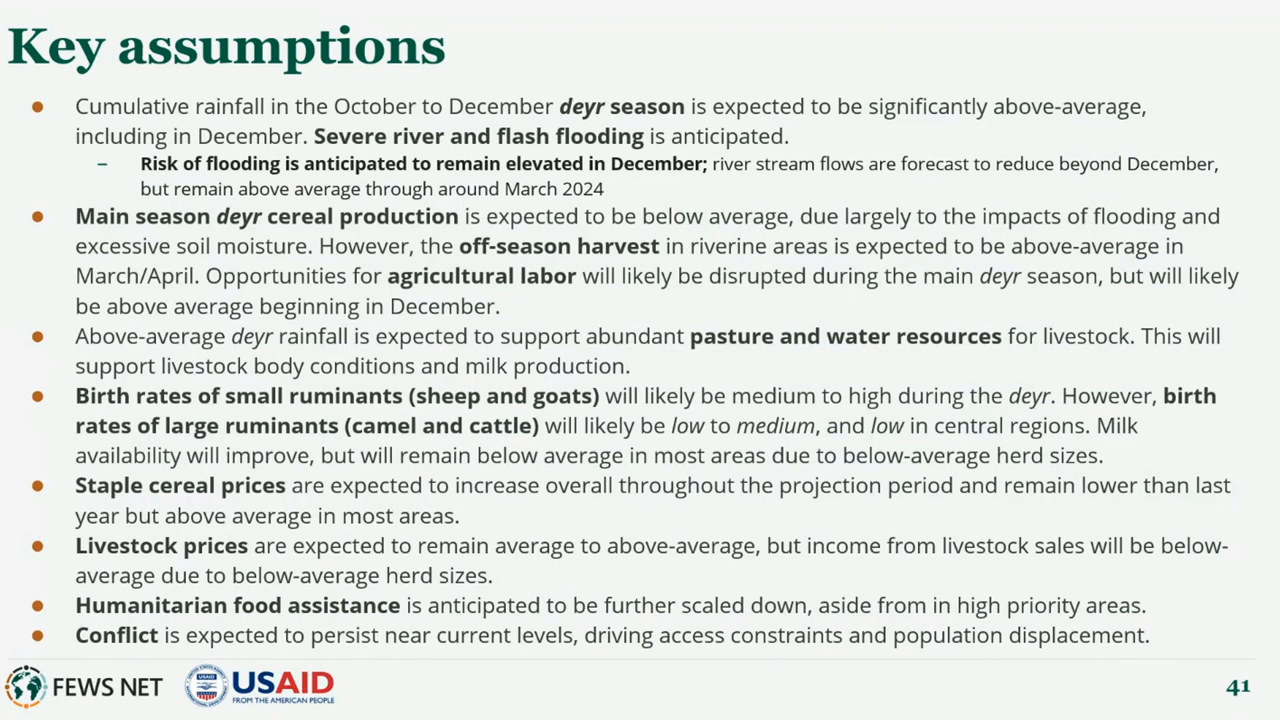 Key assumptions
● Cumulative rainfall in the October to December deyr season is expected to be significantly above-average,
including in December. Severe river and flash flooding is anticipated.
– Risk of flooding is anticipated to remain elevated in December; river stream flows are forecast to reduce beyond December,
but remain above average through around March 2024
● Main season deyr cereal production is expected to be below average, due largely to the impacts of flooding and
excessive soil moisture. However, the off-season harvest in riverine areas is expected to be above-average in
March/April. Opportunities for agricultural labor will likely be disrupted during the main deyr season, but will likely
be above average beginning in December.
● Above-average deyr rainfall is expected to support abundant pasture and water resources for livestock. This will
support livestock body conditions and milk production.
● Birth rates of small ruminants (sheep and goats) will likely be medium to high during the deyr. However, birth
rates of large ruminants (camel and cattle) will likely be low to medium, and low in central regions. Milk
availability will improve, but will remain below average in most areas due to below-average herd sizes.
● Staple cereal prices are expected to increase overall throughout the projection period and remain lower than last
year but above average in most areas.
● Livestock prices are expected to remain average to above-average, but income from livestock sales will be below-
average due to below-average herd sizes.
● Humanitarian food assistance is anticipated to be further scaled down, aside from in high priority areas.
● Conflict is expected to persist near current levels, driving access constraints and population displacement.
FEWS NET
USAID
FROM THE AMERICAN PEOPLE
41